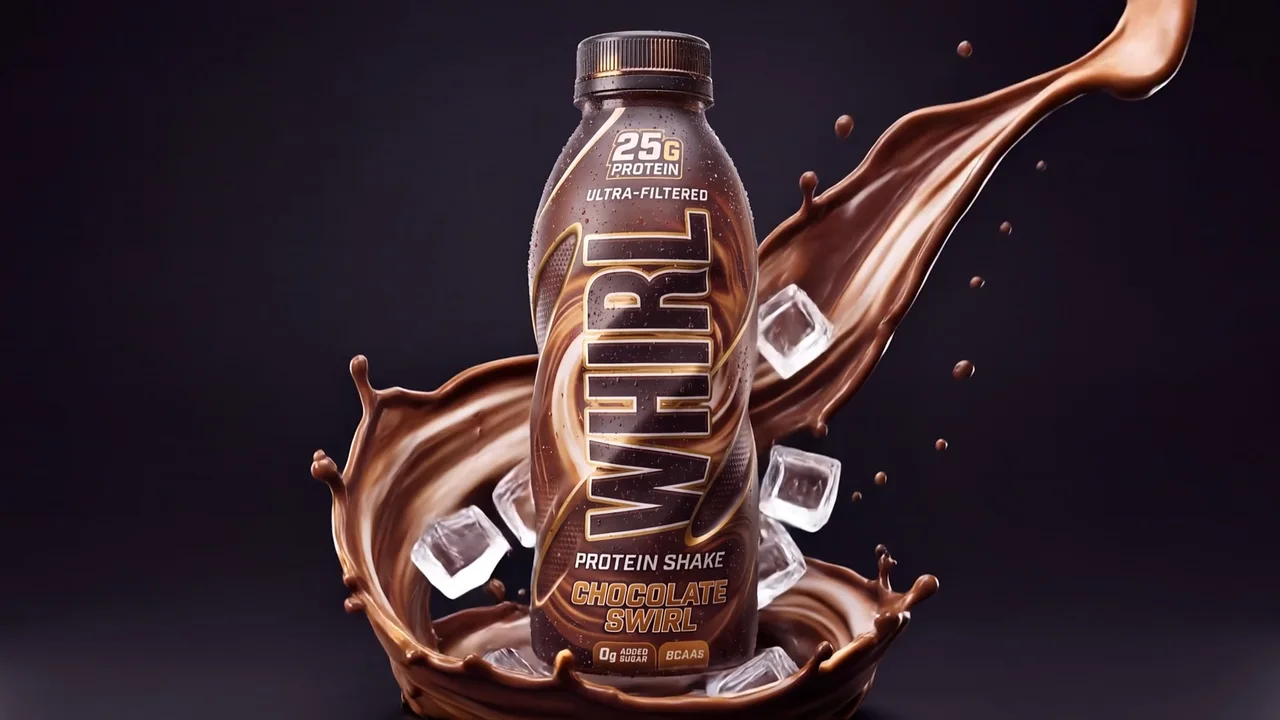 25G
PROTEIN
ULTRA-FILTERED
WHIRL
PROTEIN SHAKE
CHOCOLATE
SWIRL
0g ADDED SUGAR
BCAAs